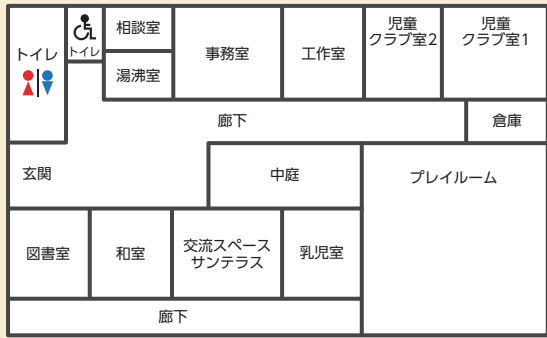 トイレ
トイレ
相談室
湯沸室
事務室
工作室
児童
クラブ室2
児童
クラブ室1
廊下
倉庫
玄関
中庭
プレイルーム
図書室
和室
交流スペース
サンテラス
乳児室
廊下